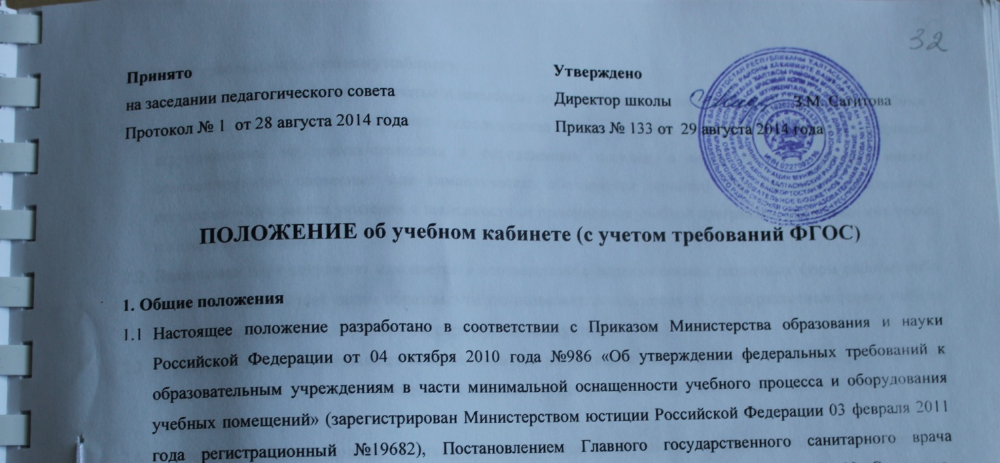 32
Принято
на заседании педагогического совета
Протокол № 1 от 28 августа 2014 года
Утверждено
Директор школы З.М. Сагитова
Приказ № 133 от 29 августа 2014 года
ПОЛОЖЕНИЕ об учебном кабинете (с учетом требований ФГОС)
1. Общие положения
1.1 Настоящее положение разработано в соответствии с Приказом Министерства образования и науки
Российской Федерации от 04 октября 2010 года №986 «Об утверждении федеральных требований к
образовательным учреждениям в части минимальной оснащенности учебного процесса и оборудования
учебных помещений» (зарегистрирован Министерством юстиции Российской Федерации 03 февраля 2011
года регистрационный №19682), Постановлением Главного государственного санитарного врача